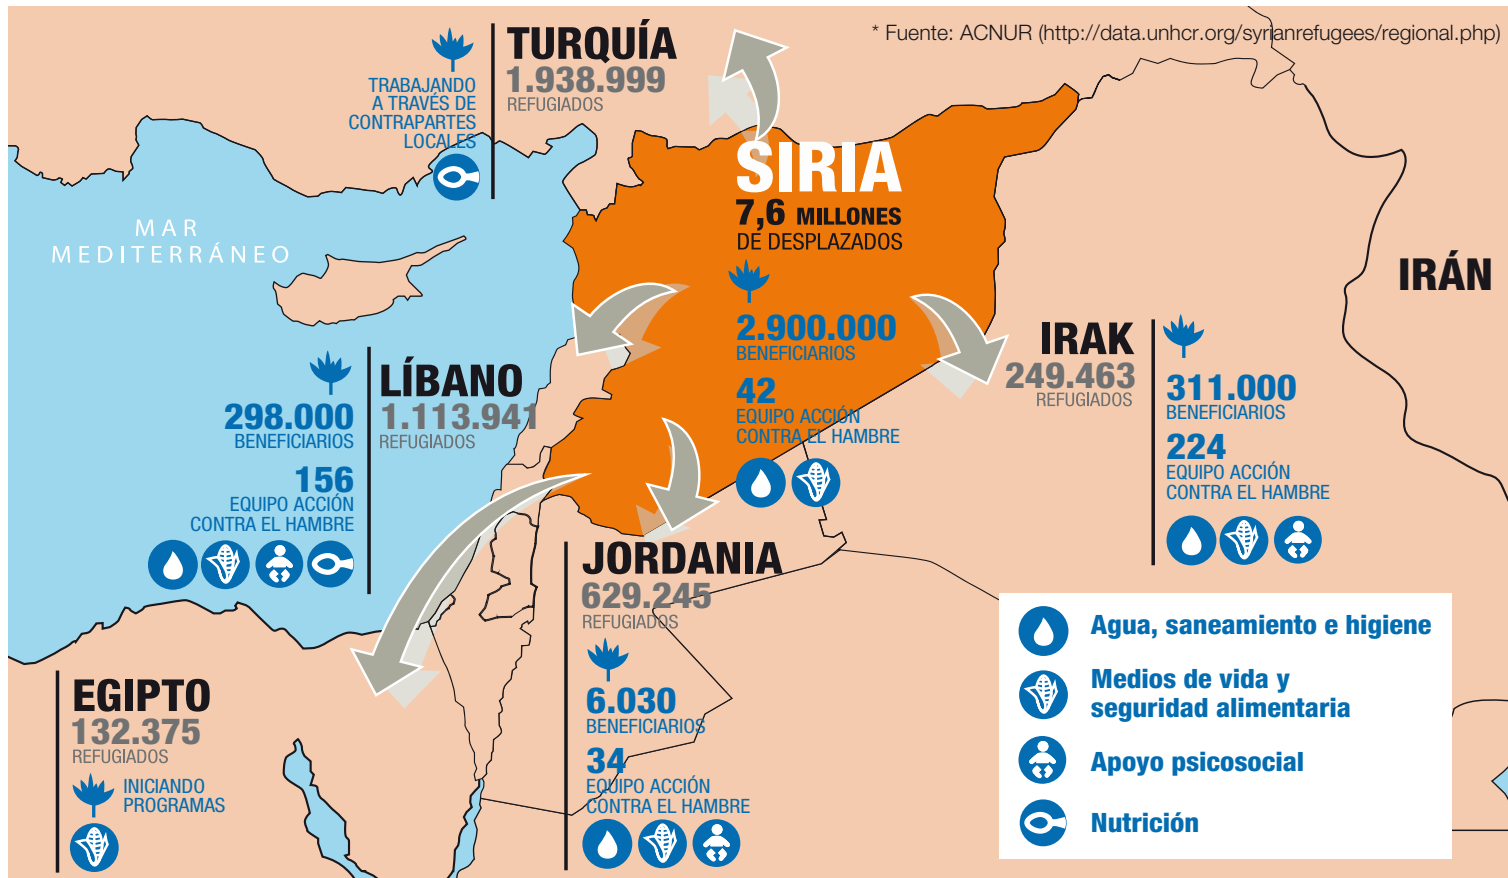 * Fuente: ACNUR (http://data.unhcr.org/syrianrefugees/regional.php)
TURQUÍA
1.938.999
REFUGIADOS
TRABAJANDO
A TRAVÉS DE
CONTRAPARTES
LOCALES
MAR
MEDITERRÁNEO
SIRIA
7,6 MILLONES
DE DESPLAZADOS
2.900.000
BENEFICIARIOS
42
EQUIPO ACCIÓN
CONTRA EL HAMBRE
IRÁN
IRAK
249.463
REFUGIADOS
311.000
BENEFICIARIOS
224
EQUIPO ACCIÓN
CONTRA EL HAMBRE
LÍBANO
1.113.941
REFUGIADOS
298.000
BENEFICIARIOS
156
EQUIPO ACCIÓN
CONTRA EL HAMBRE
JORDANIA
629.245
REFUGIADOS
6.030
BENEFICIARIOS
34
EQUIPO ACCIÓN
CONTRA EL HAMBRE
EGIPTO
132.375
REFUGIADOS
INICIANDO
PROGRAMAS
Agua, saneamiento e higiene
Medios de vida y
seguridad alimentaria
Apoyo psicosocial
Nutrición